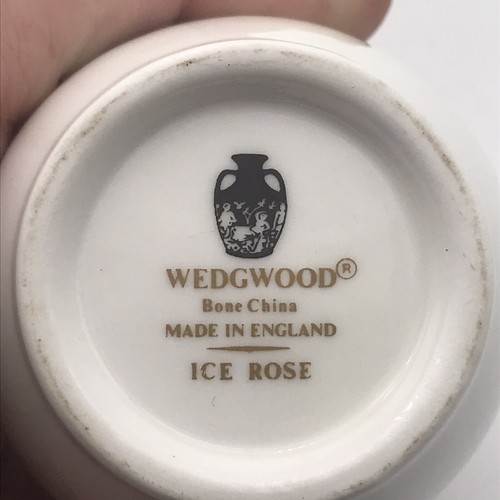 WEDGWOOD®
Bone China
MADE IN ENGLAND
ICE ROSE